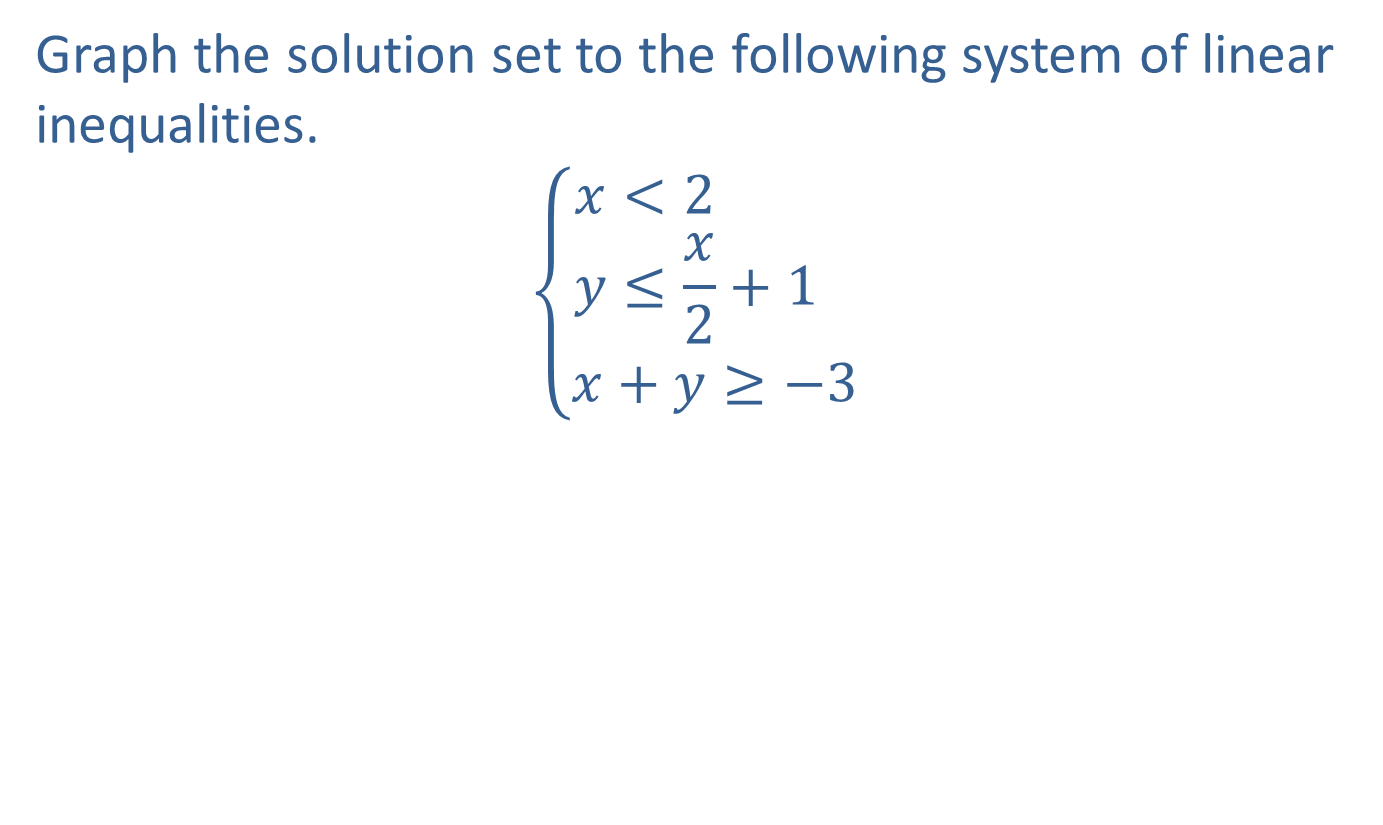 Graph the solution set to the following system of linear
inequalities.
x < 2
y ≤ x/2 + 1
x + y ≥ −3